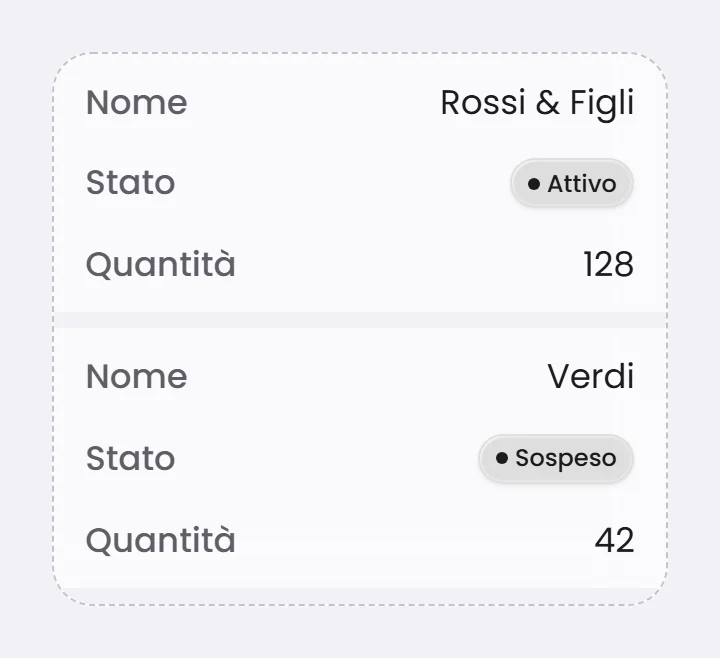 Nome Rossi & Figli
Stato Attivo
Quantità 128
Nome Verdi
Stato Sospeso
Quantità 42